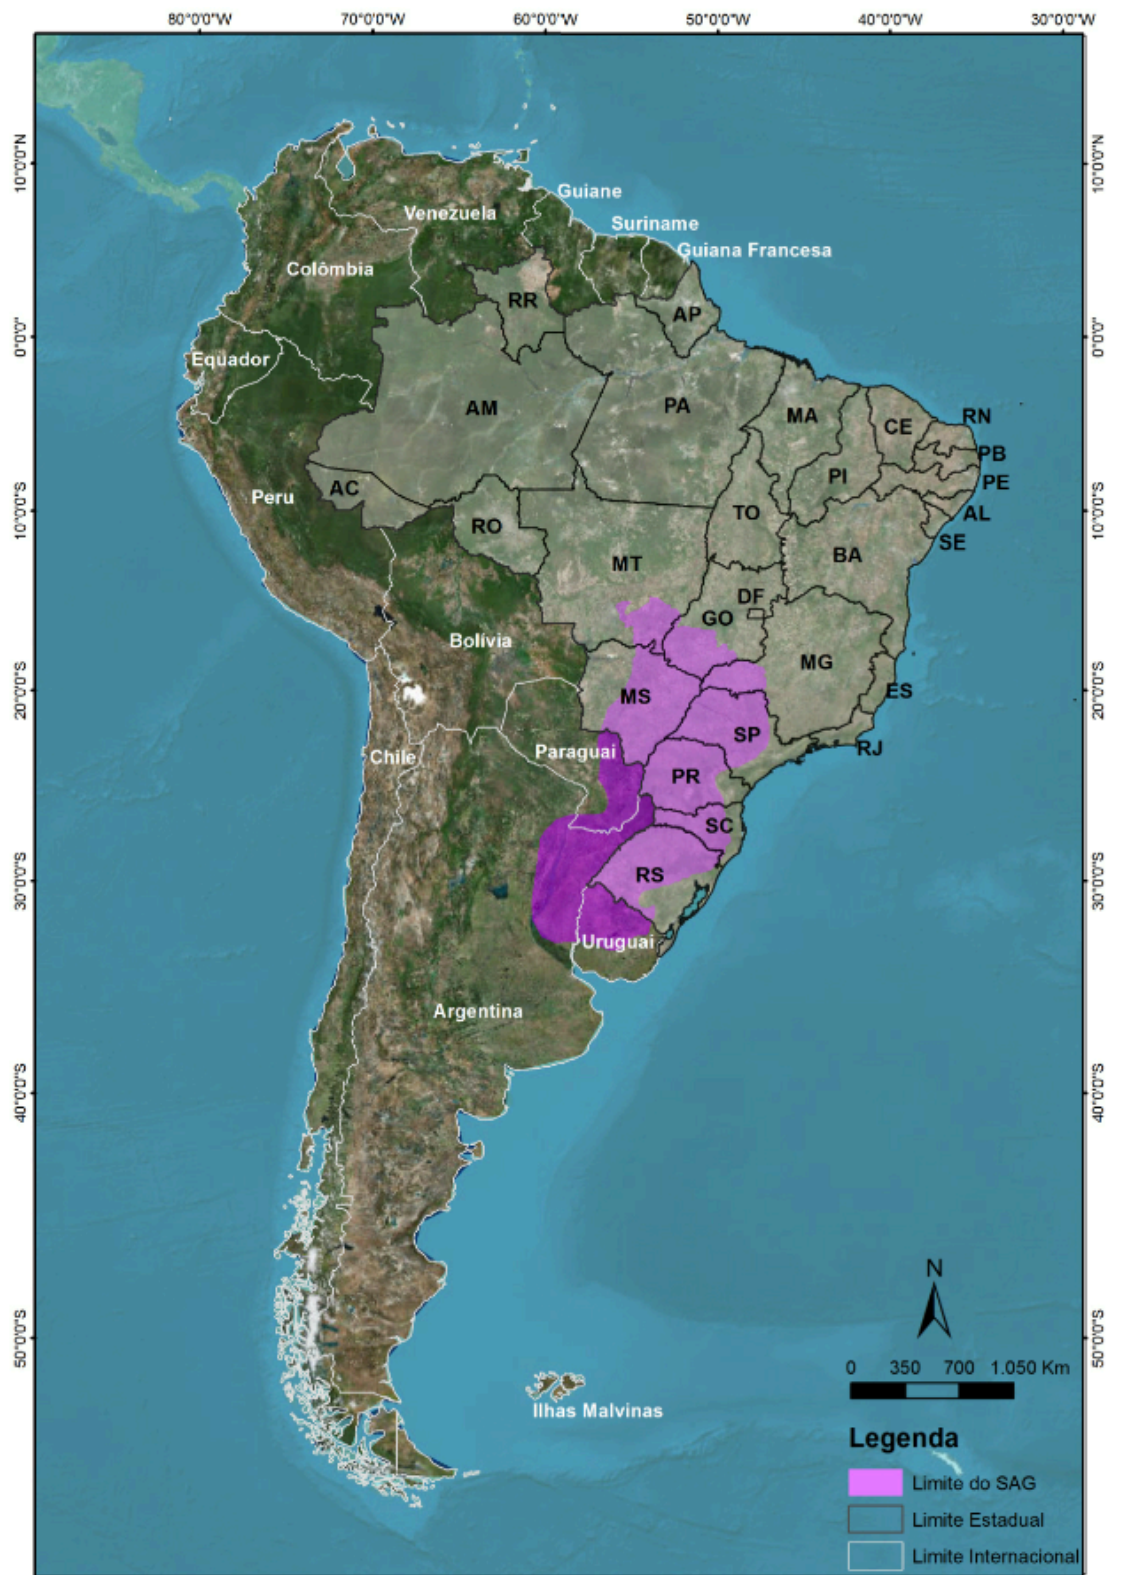 80°0'0"W 70°0'0"W 60°0'0"W 50°0'0"W 40°0'0"W 30°0'0"W
10°0'0"N 10°0'0"N
Guiane
Venezuela
Suriname
Guiana Francesa
Colômbia
RR
AP
0°0'0" 0°0'0"
Equador
AM
PA
MA
CE
RN
PB
PI
PE
AC
Peru
10°0'0"S 10°0'0"S
TO
AL
RO
SE
BA
MT
DF
GO
Bolívia
MG
20°0'0"S 20°0'0"S
MS
ES
SP
RJ
Paraguai
Chile
PR
SC
RS
30°0'0"S 30°0'0"S
Uruguai
Argentina
40°0'0"S 40°0'0"S
N
50°0'0"S 50°0'0"S
0 350 700 1.050 Km
Ilhas Malvinas
Legenda
Limite do SAG
Limite Estadual
Limite Internacional